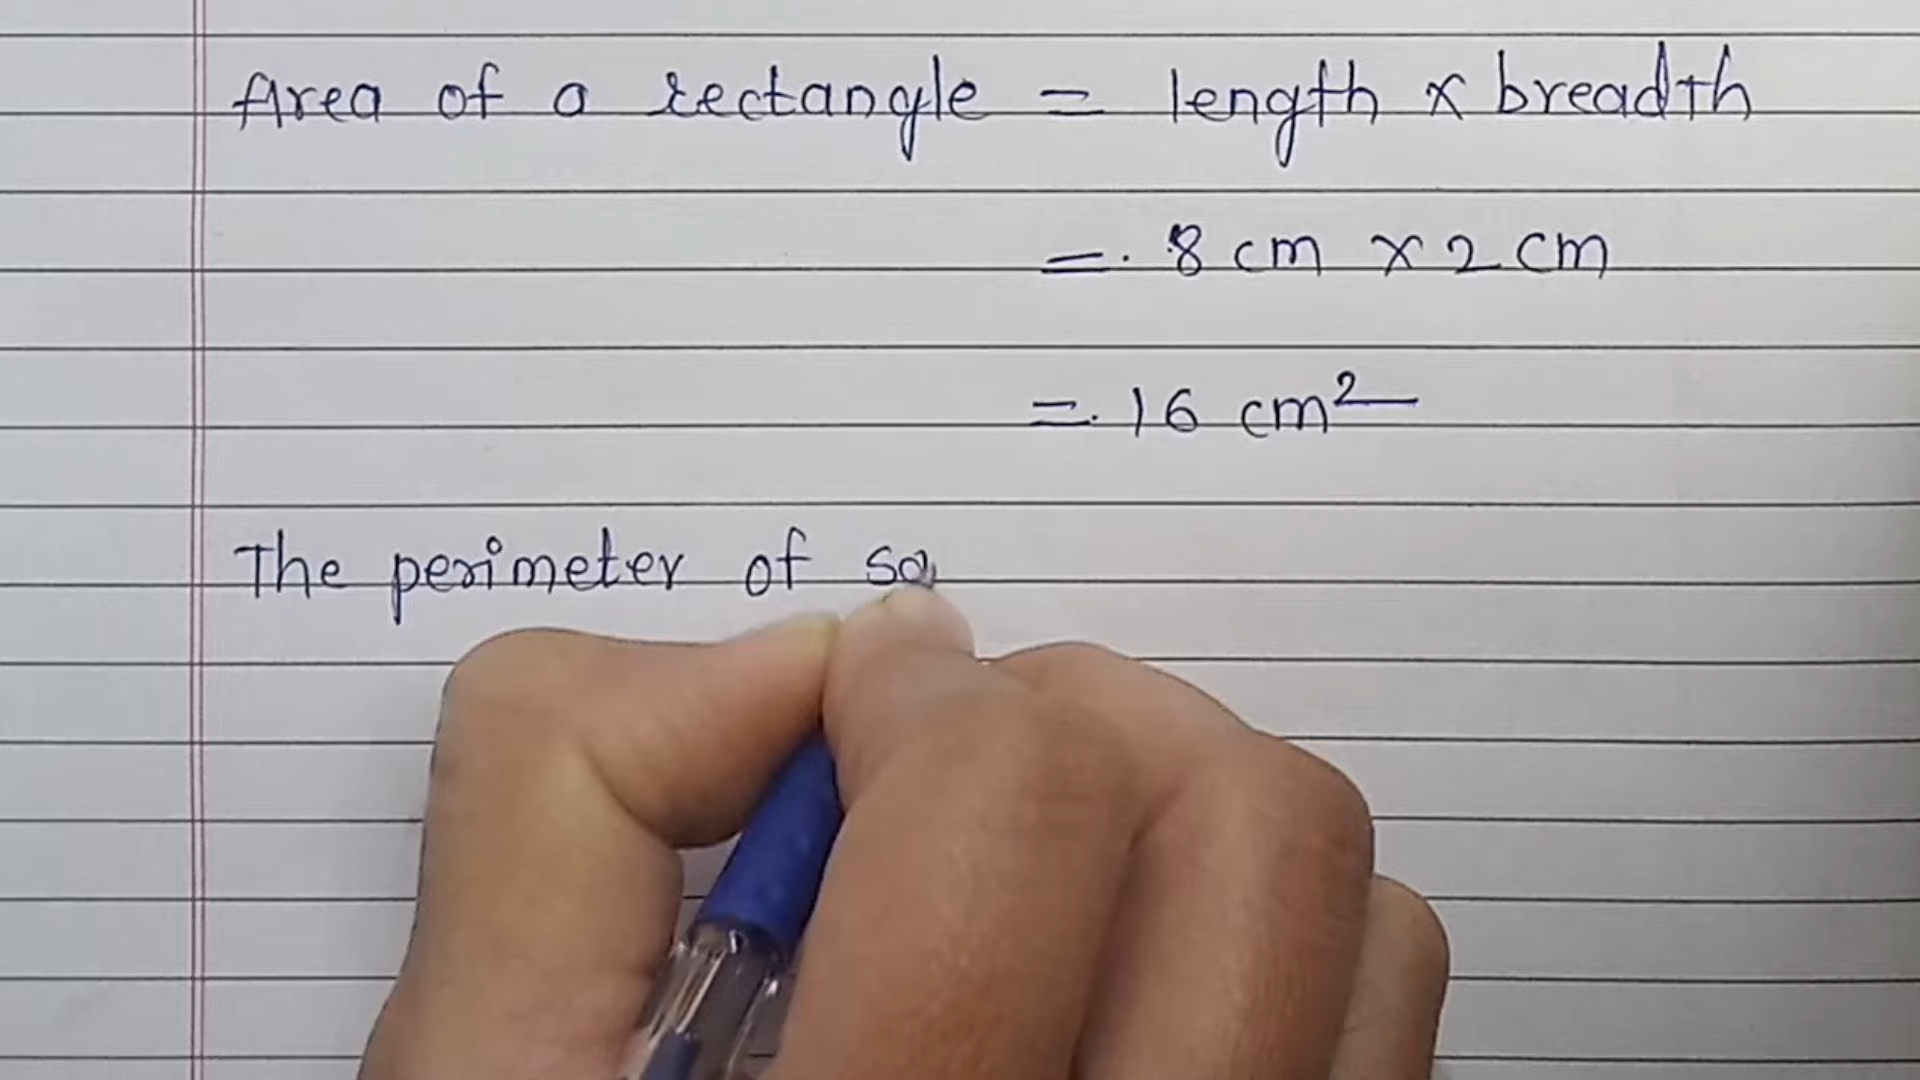 Area of a rectangle = length x breadth
= 8 cm x 2 cm
= 16 cm²
The perimeter of